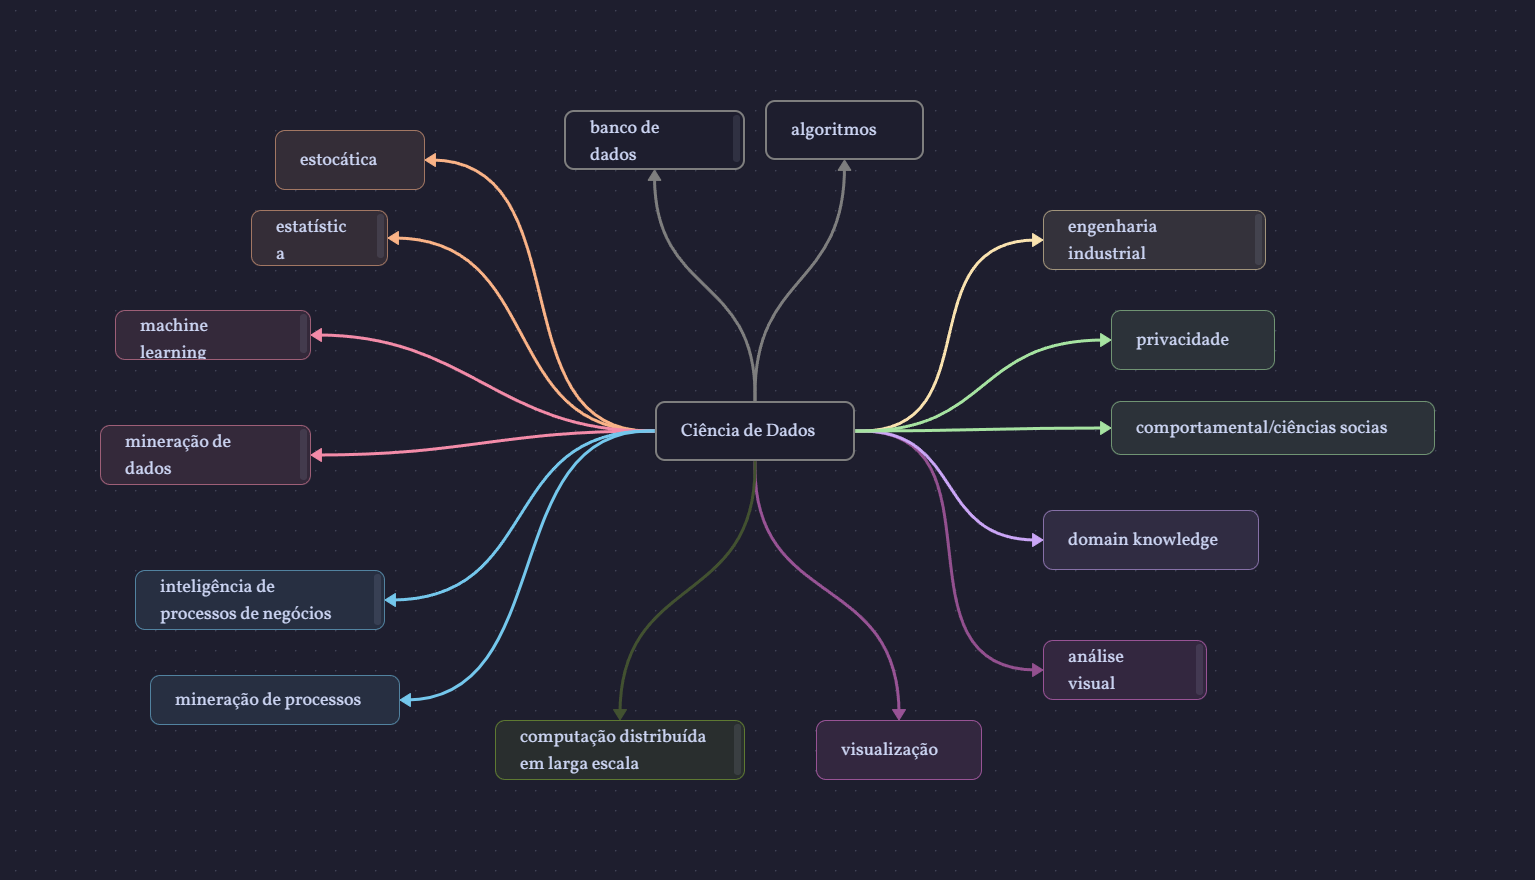 banco de
dados
algoritmos
estocática
estatístic
a
engenharia
industrial
machine
learning
privacidade
Ciência de Dados
comportamental/ciências socias
mineração de
dados
domain knowledge
inteligência de
processos de negócios
análise
visual
mineração de processos
computação distribuída
em larga escala
visualização